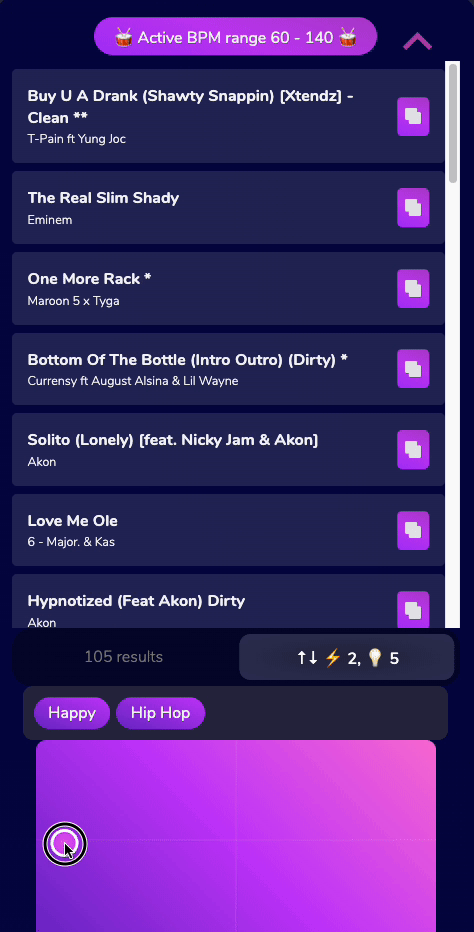 🥁 Active BPM range 60 - 140 🥁
Buy U A Drank (Shawty Snappin) [Xtendz] -
Clean **
T-Pain ft Yung Joc
The Real Slim Shady
Eminem
One More Rack *
Maroon 5 x Tyga
Bottom Of The Bottle (Intro Outro) (Dirty) *
Currensy ft August Alsina & Lil Wayne
Solito (Lonely) [feat. Nicky Jam & Akon]
Akon
Love Me Ole
6 - Major. & Kas
Hypnotized (Feat Akon) Dirty
Akon
105 results
↑↓ ⚡ 2, 💡 5
Happy
Hip Hop